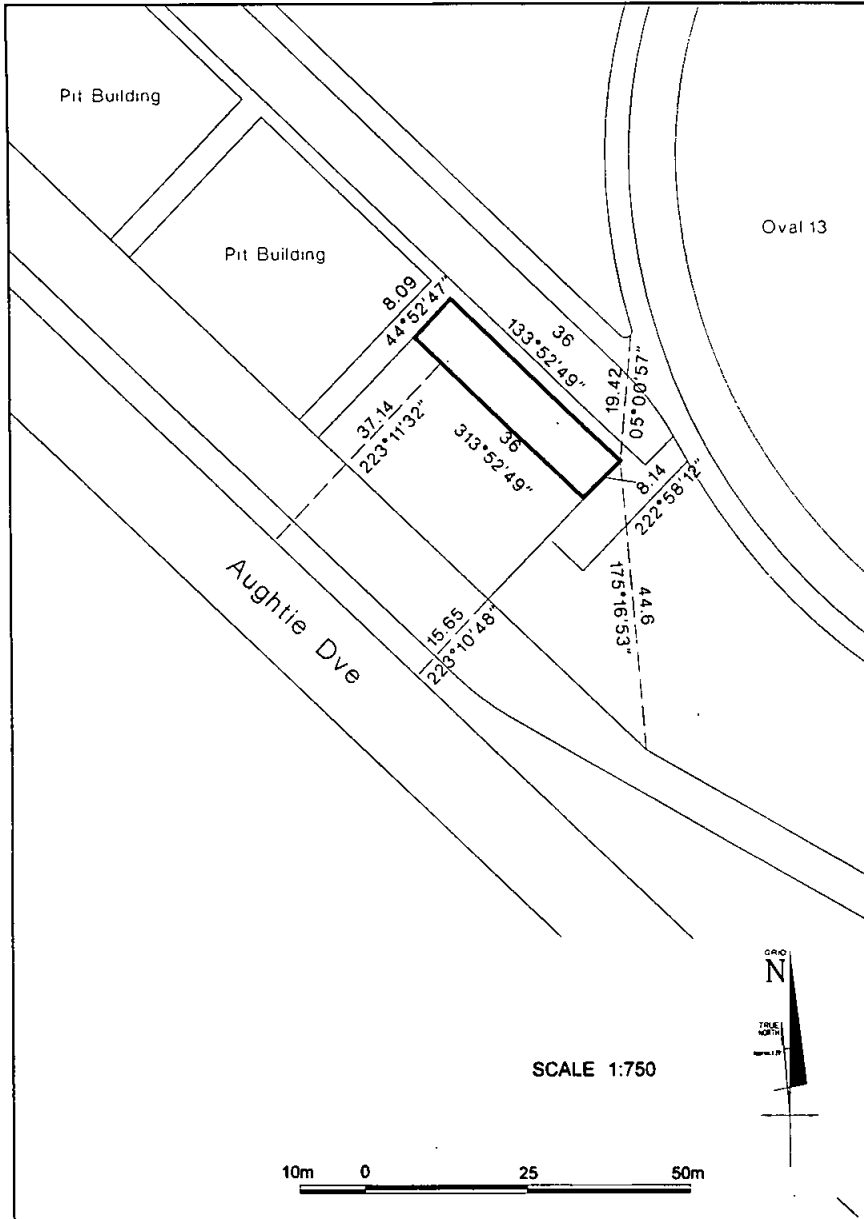 Pit Building
Oval 13
Pit Building
8.09
44°52'47"
36
133°52'49"
19.42
05°00'57"
37.14
223°11'32"
36
313°52'49"
8.14
222°58'12"
Aughtie Dve
15.65
223°10'48"
44.6
175°16'53"
GRID
N
TRUE
NORTH
SCALE 1:750
10m 0 25 50m